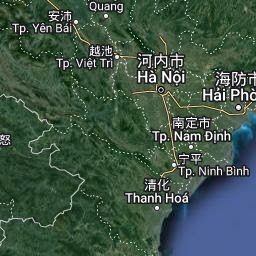 Quang
安沛
Tp. Yên Bái
越池
Tp. Việt Trì
河内市
Hà Nội
海防市
Hải Phò
怒
南定市
Tp. Nam Định
宁平
Tp. Ninh Bình
清化
Thanh Hoá